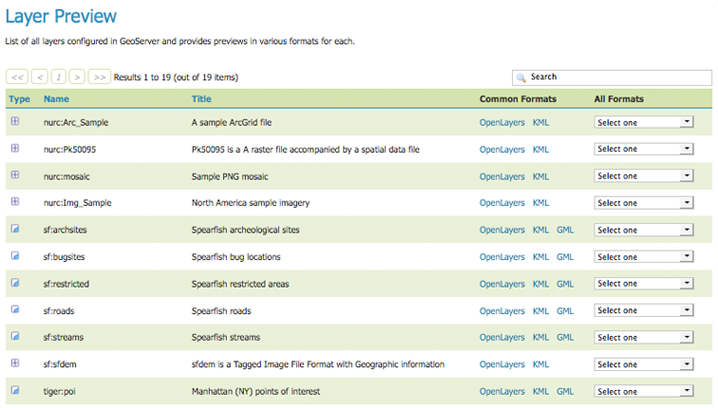 Layer Preview
List of all layers configured in GeoServer and provides previews in various formats for each.
<< < 1 > >> Results 1 to 19 (out of 19 items) Search
Type Name Title Common Formats All Formats
nurc:Arc_Sample A sample ArcGrid file OpenLayers KML Select one
nurc:Pk50095 Pk50095 is a A raster file accompanied by a spatial data file OpenLayers KML Select one
nurc:mosaic Sample PNG mosaic OpenLayers KML Select one
nurc:Img_Sample North America sample imagery OpenLayers KML Select one
sf:archsites Spearfish archeological sites OpenLayers KML GML Select one
sf:bugsites Spearfish bug locations OpenLayers KML GML Select one
sf:restricted Spearfish restricted areas OpenLayers KML GML Select one
sf:roads Spearfish roads OpenLayers KML GML Select one
sf:streams Spearfish streams OpenLayers KML GML Select one
sf:sfdem sfdem is a Tagged Image File Format with Geographic information OpenLayers KML Select one
tiger:poi Manhattan (NY) points of interest OpenLayers KML GML Select one